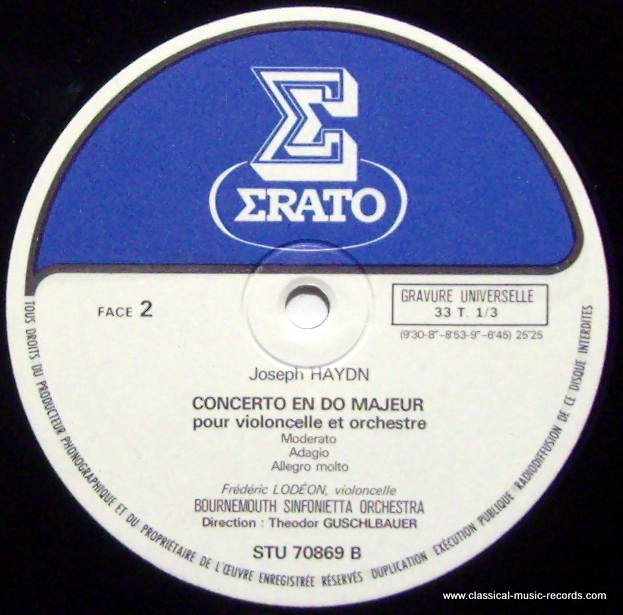 Σ
ΣRATO
FACE 2
GRAVURE UNIVERSELLE
33 T. 1/3
(9'30-8"-8'53-9"-6'45) 25'25
Joseph HAYDN
CONCERTO EN DO MAJEUR
pour violoncelle et orchestre
Moderato
Adagio
Allegro molto
Frédéric LODÉON, violoncelle
BOURNEMOUTH SINFONIETTA ORCHESTRA
Direction : Theodor GUSCHLBAUER
STU 70869 B
TOUS DROITS DU PRODUCTEUR PHONOGRAPHIQUE ET DU PROPRIÉTAIRE DE L'ŒUVRE ENREGISTRÉE RÉSERVÉS DUPLICATION EXÉCUTION PUBLIQUE RADIODIFFUSION DE CE DISQUE INTERDITES
www.classical-music-records.com